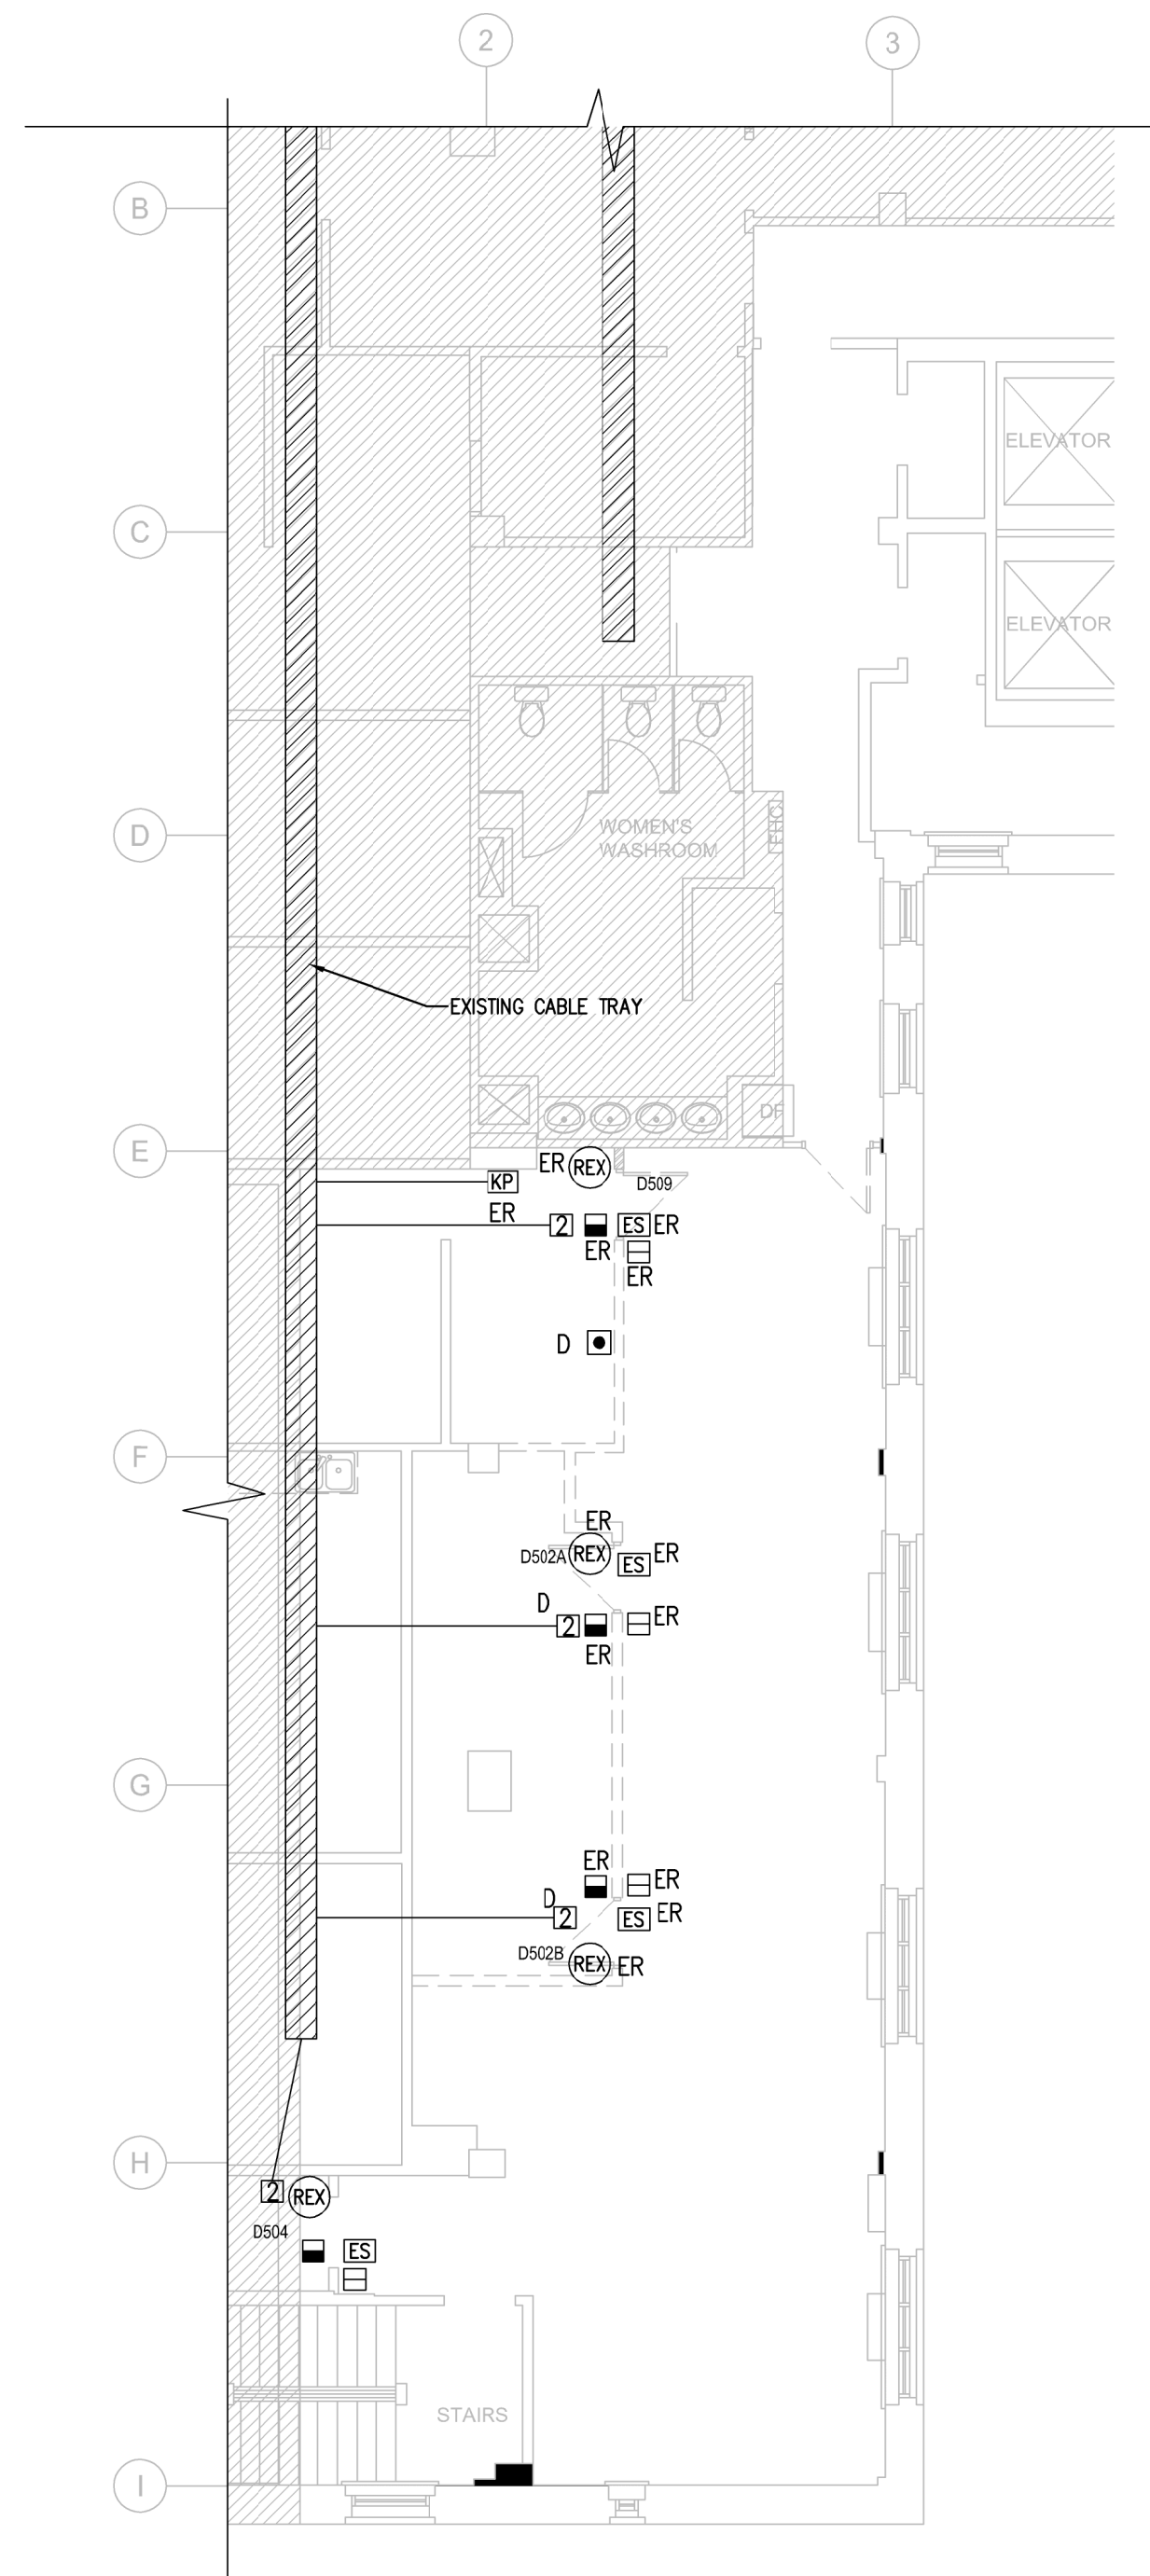 2
3
B
ELEVATOR
C
ELEVATOR
WOMEN'S
WASHROOM
FHC
D
EXISTING CABLE TRAY
DF
E
ER REX
KP
D509
ER
2 ES ER
ER
ER
D
F
ER
D502A REX ES ER
D
2 ER
ER
G
ER
ER
D
2 ES ER
D502B REX ER
H
2 REX
D504
ES
STAIRS
I